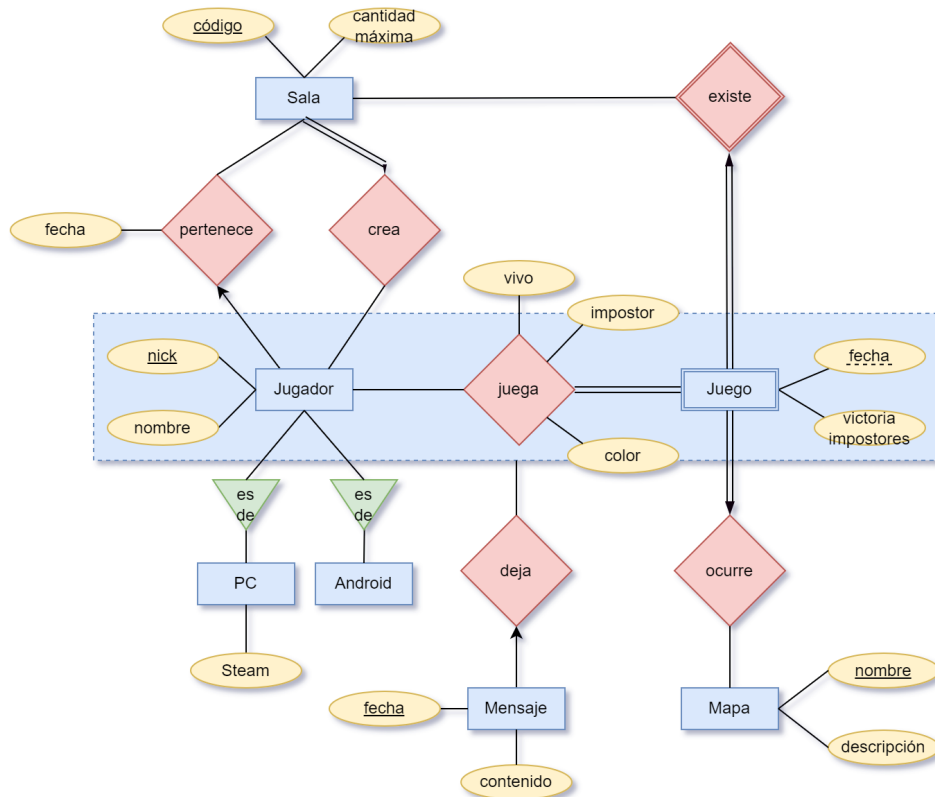 código
cantidad
máxima
Sala
existe
fecha
pertenece
crea
vivo
impostor
nick
fecha
Jugador
juega
Juego
nombre
victoria
impostores
color
es
de
es
de
PC
Android
deja
ocurre
Steam
nombre
fecha
Mensaje
Mapa
descripción
contenido